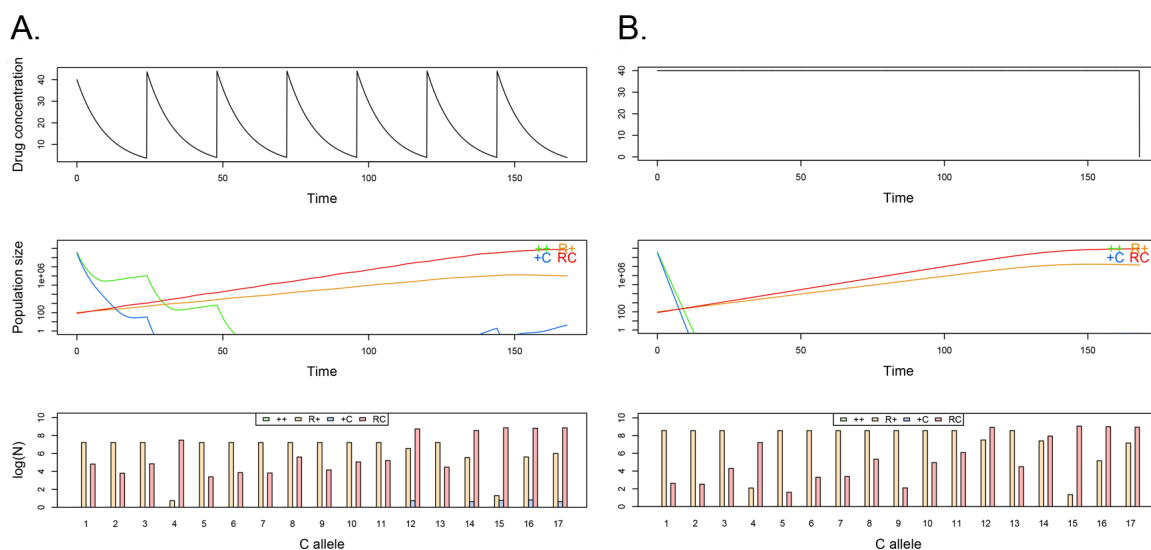 A.
B.
Drug concentration
40
30
20
10
0
50
100
150
Time
40
30
20
10
0
0
50
100
150
Time
Population size
1e+06
100
1
++ R+
+C RC
0
50
100
150
Time
1e+06
100
1
++ R+
+C RC
0
50
100
150
Time
log(N)
10
8
6
4
2
0
++ R+ +C RC
1 2 3 4 5 6 7 8 9 10 11 12 13 14 15 16 17
C allele
10
8
6
4
2
0
++ R+ +C RC
1 2 3 4 5 6 7 8 9 10 11 12 13 14 15 16 17
C allele